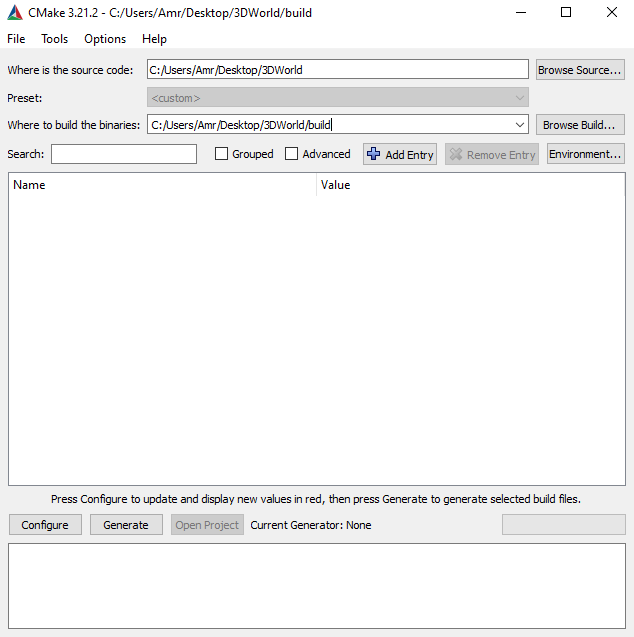 CMake 3.21.2 - C:/Users/Amr/Desktop/3DWorld/build
File Tools Options Help
Where is the source code: C:/Users/Amr/Desktop/3DWorld Browse Source...
Preset: <custom>
Where to build the binaries: C:/Users/Amr/Desktop/3DWorld/build Browse Build...
Search: Grouped Advanced Add Entry Remove Entry Environment...
Name Value
Press Configure to update and display new values in red, then press Generate to generate selected build files.
Configure Generate Open Project Current Generator: None